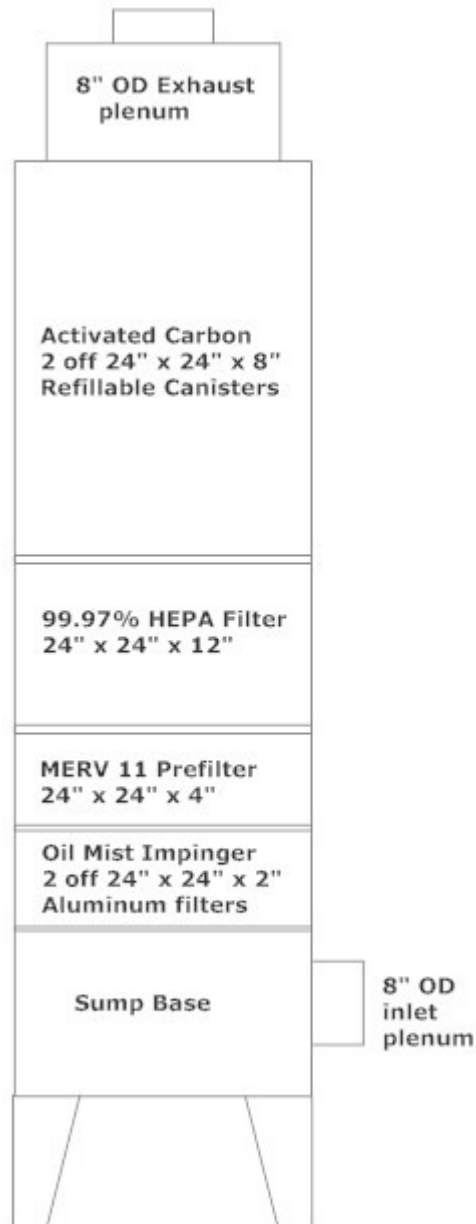 8" OD Exhaust
plenum
Activated Carbon
2 off 24" x 24" x 8"
Refillable Canisters
99.97% HEPA Filter
24" x 24" x 12"
MERV 11 Prefilter
24" x 24" x 4"
Oil Mist Impinger
2 off 24" x 24" x 2"
Aluminum filters
Sump Base
8" OD
inlet
plenum